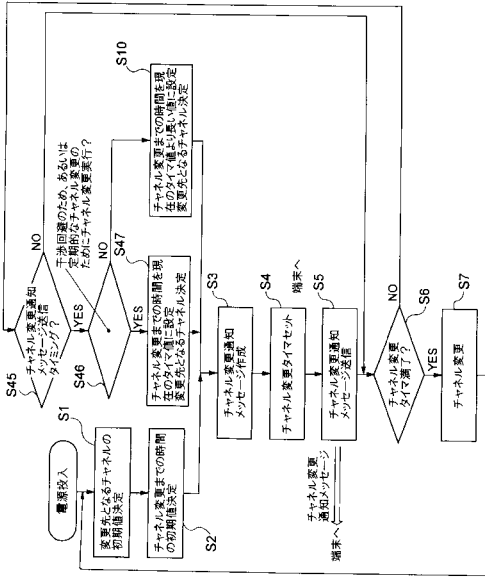 電源投入
S1
変更先となるチャネルの
初期値決定
チャネル変更までの時間
の初期値決定
S2
S45
チャネル変更通知
メッセージ送信
タイミング？
NO
YES
干渉回避のため、あるいは
定期的なチャネル変更の
ためにチャネル変更実行？
S46
NO
YES
S47
チャネル変更までの時間を現
在のタイマ値に設定
変更先となるチャネル決定
S10
チャネル変更までの時間を現
在のタイマ値より長い値に設定
変更先となるチャネル決定
S3
チャネル変更通知
メッセージ作成
S4
チャネル変更タイマセット
端末へ
S5
チャネル変更通知
メッセージ送信
チャネル変更
通知メッセージ
端末へ
S6
チャネル変更
タイマ満了？
NO
YES
S7
チャネル変更